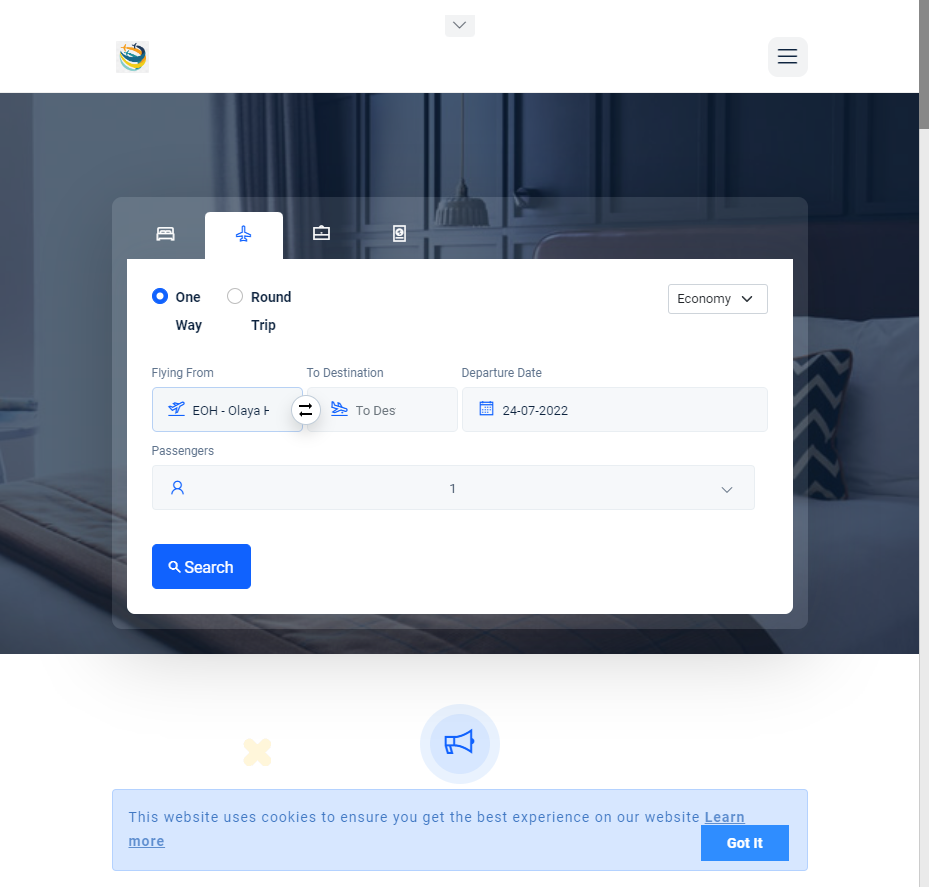 One Way
Round Trip
Economy
Flying From
To Destination
Departure Date
EOH - Olaya
To Des
24-07-2022
Passengers
1
Search
This website uses cookies to ensure you get the best experience on our website Learn
more
Got It